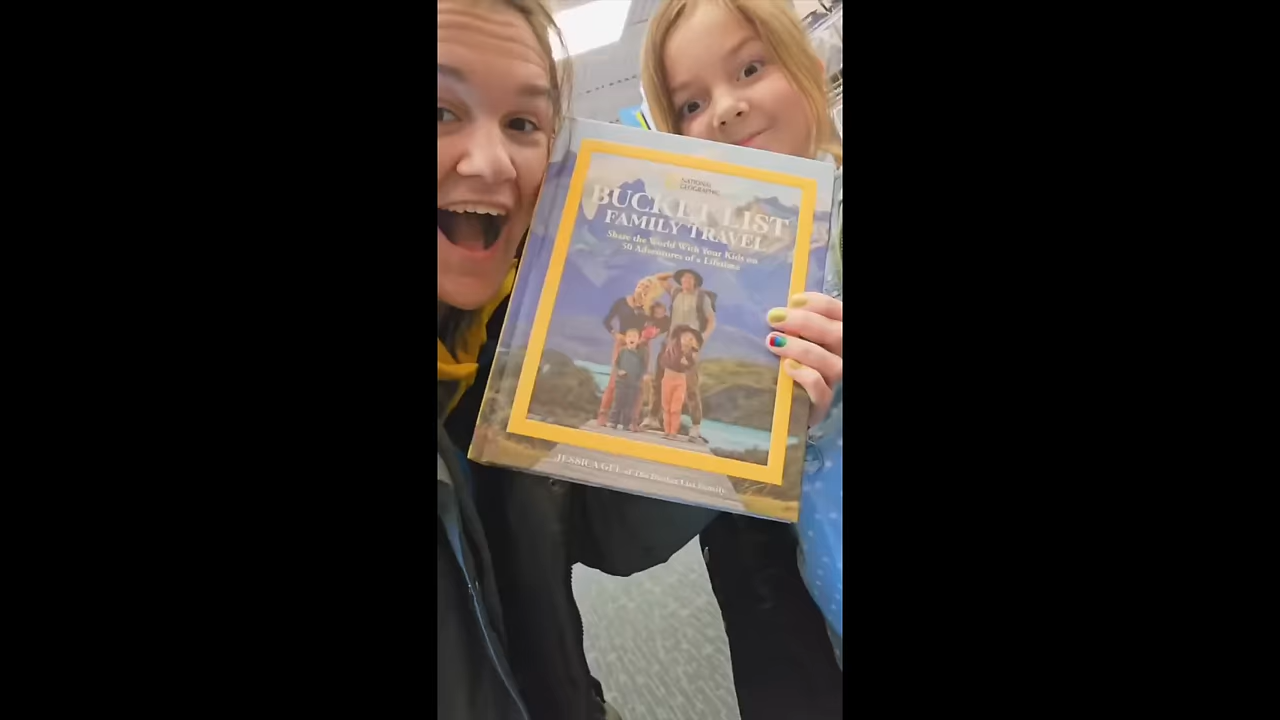 NATIONAL
GEOGRAPHIC
BUCKET LIST
FAMILY TRAVEL
Share the World With Your Kids on
50 Adventures of a Lifetime
JESSICA GEE of The Bucket List Family